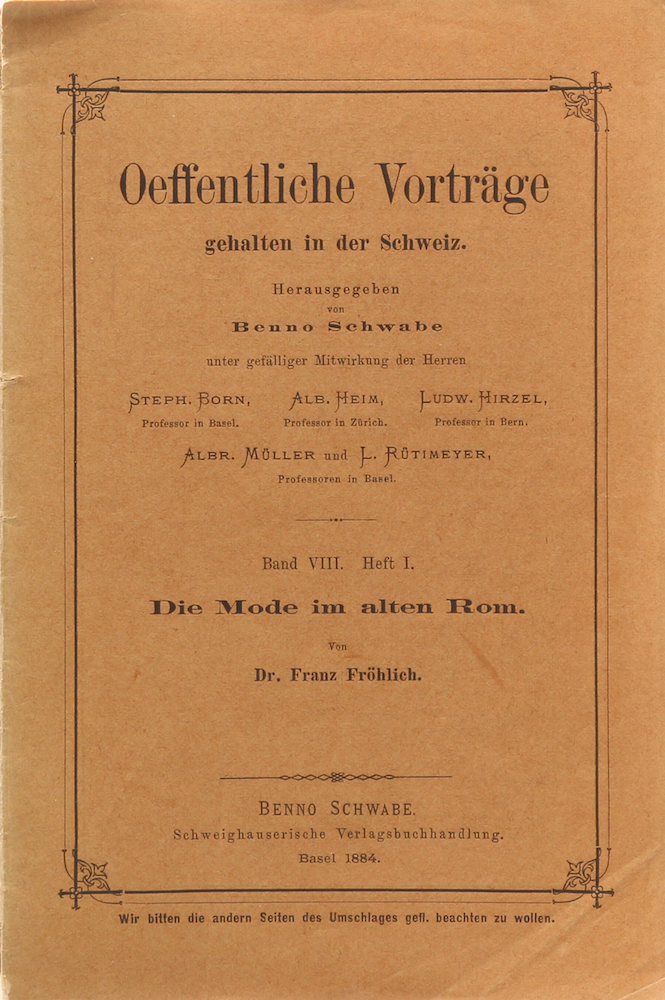 Oeffentliche Vorträge
gehalten in der Schweiz.
Herausgegeben
von
Benno Schwabe
unter gefälliger Mitwirkung der Herren
STEPH. BORN, ALB. HEIM, LUDW. HIRZEL,
Professor in Basel. Professor in Zürich. Professor in Bern.
ALBR. MÜLLER und L. RÜTIMEYER,
Professoren in Basel.
Band VIII. Heft I.
Die Mode im alten Rom.
Von
Dr. Franz Fröhlich.
BENNO SCHWABE,
Schweighauserische Verlagsbuchhandlung.
Basel 1884.
Wir bitten die andern Seiten des Umschlages gefl. beachten zu wollen.